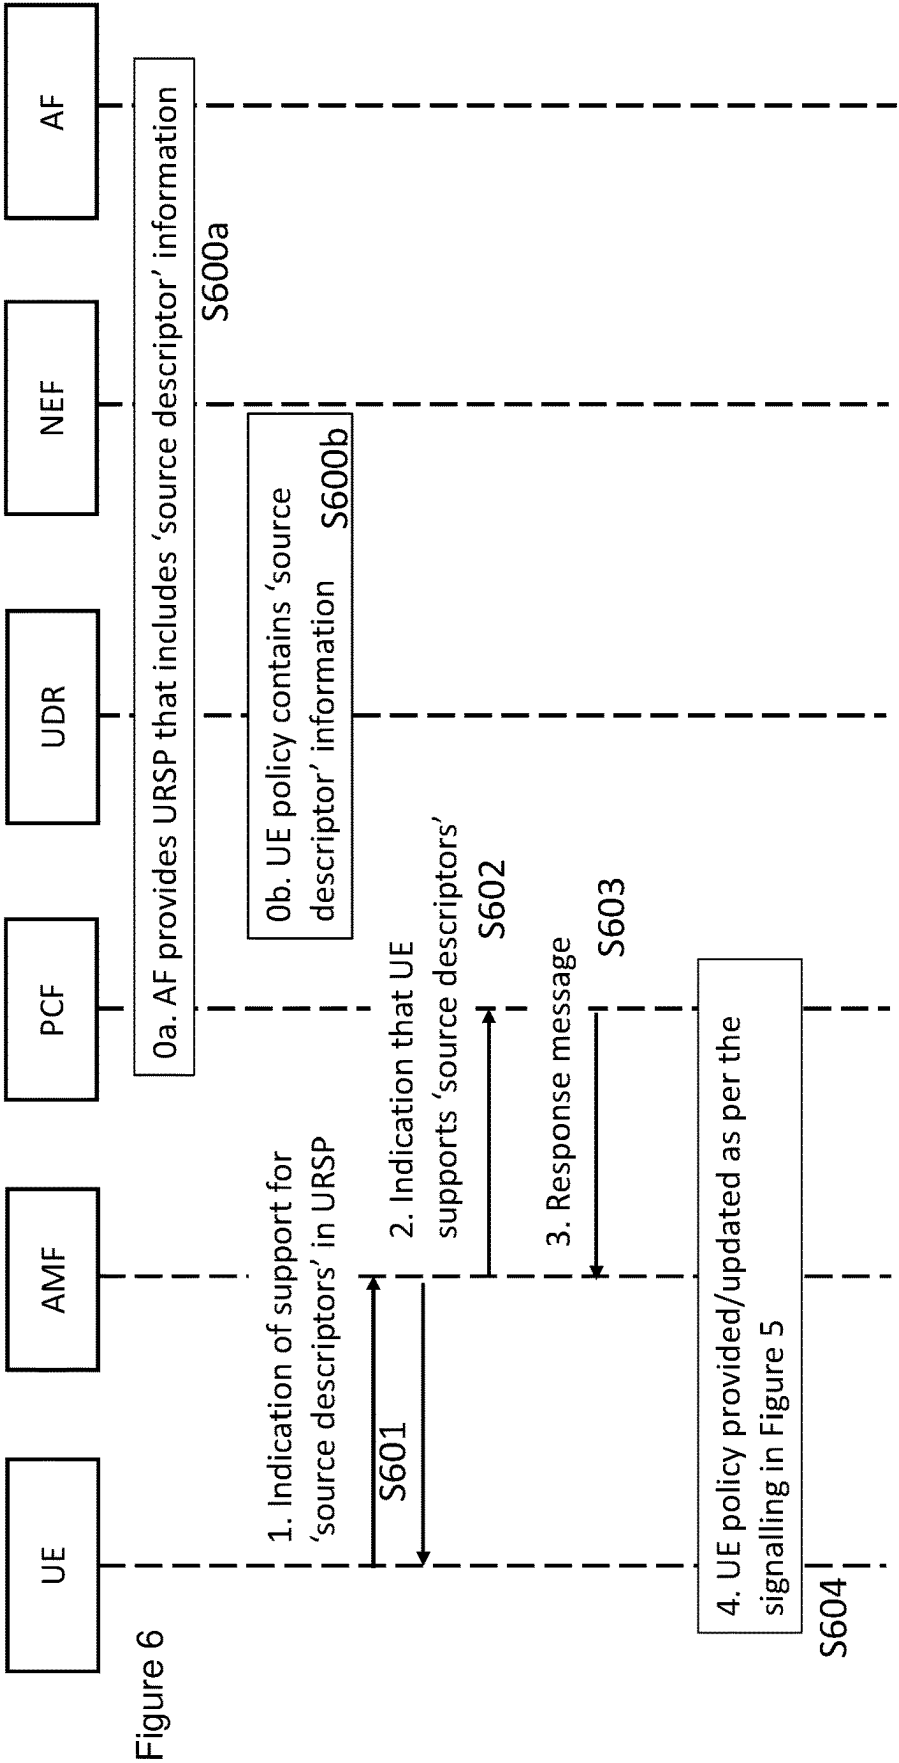 Figure 6
UE
AMF
PCF
UDR
NEF
AF
0a. AF provides URSP that includes ‘source descriptor’ information
S600a
0b. UE policy contains ‘source
descriptor’ information
S600b
1. Indication of support for
‘source descriptors’ in URSP
S601
2. Indication that UE
supports ‘source descriptors’
S602
3. Response message
S603
4. UE policy provided/updated as per the
signalling in Figure 5
S604